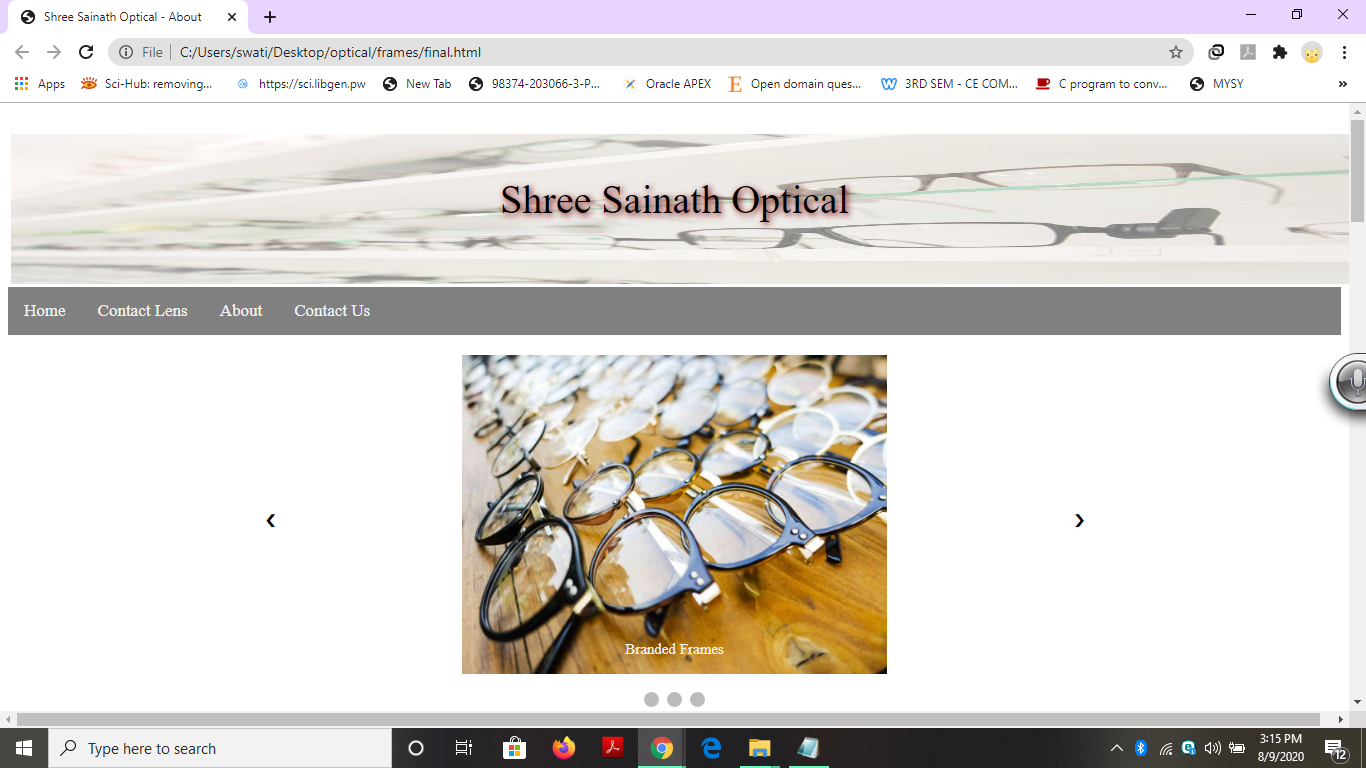 Shree Sainath Optical - About
File C:/Users/swati/Desktop/optical/frames/final.html
Apps Sci-Hub: removing... https://sci.libgen.pw New Tab 98374-203066-3-P... Oracle APEX Open domain ques... 3RD SEM - CE COM... C program to conv... MYSY »
Shree Sainath Optical
Home Contact Lens About Contact Us
❮ ❯
Branded Frames
Type here to search
3:15 PM
8/9/2020
12